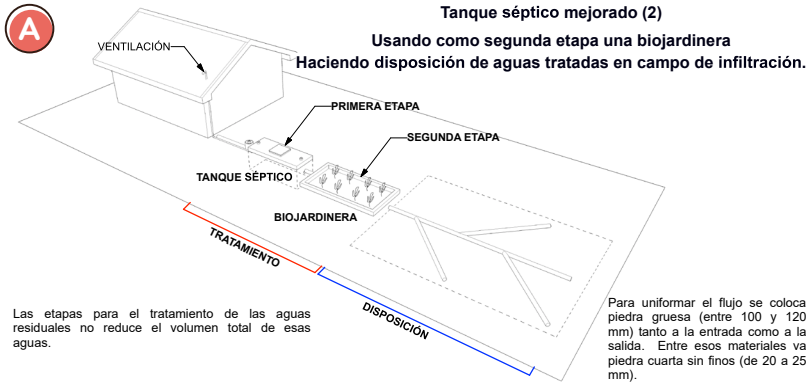 A
Tanque séptico mejorado (2)
Usando como segunda etapa una biojardinera
Haciendo disposición de aguas tratadas en campo de infiltración.
VENTILACIÓN
PRIMERA ETAPA
SEGUNDA ETAPA
TANQUE SÉPTICO
BIOJARDINERA
TRATAMIENTO
DISPOSICIÓN
Las etapas para el tratamiento de las aguas
residuales no reduce el volumen total de esas
aguas.
Para uniformar el flujo se coloca
piedra gruesa (entre 100 y 120
mm) tanto a la entrada como a la
salida. Entre esos materiales va
piedra cuarta sin finos (de 20 a 25
mm).